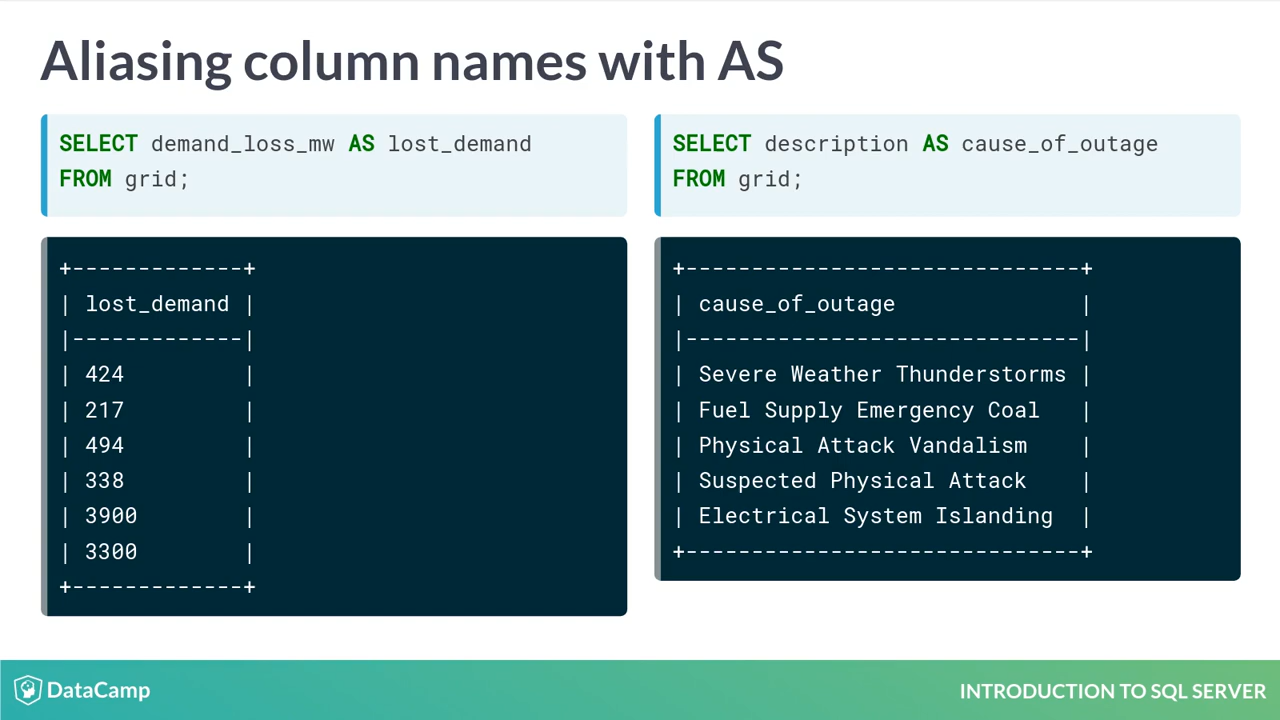 Aliasing column names with AS
SELECT demand_loss_mw AS lost_demand
FROM grid;
+-------------+
| lost_demand |
|-------------|
| 424         |
| 217         |
| 494         |
| 338         |
| 3900        |
| 3300        |
+-------------+
SELECT description AS cause_of_outage
FROM grid;
+------------------------------+
| cause_of_outage              |
|------------------------------|
| Severe Weather Thunderstorms |
| Fuel Supply Emergency Coal   |
| Physical Attack Vandalism    |
| Suspected Physical Attack    |
| Electrical System Islanding  |
+------------------------------+
DataCamp
INTRODUCTION TO SQL SERVER